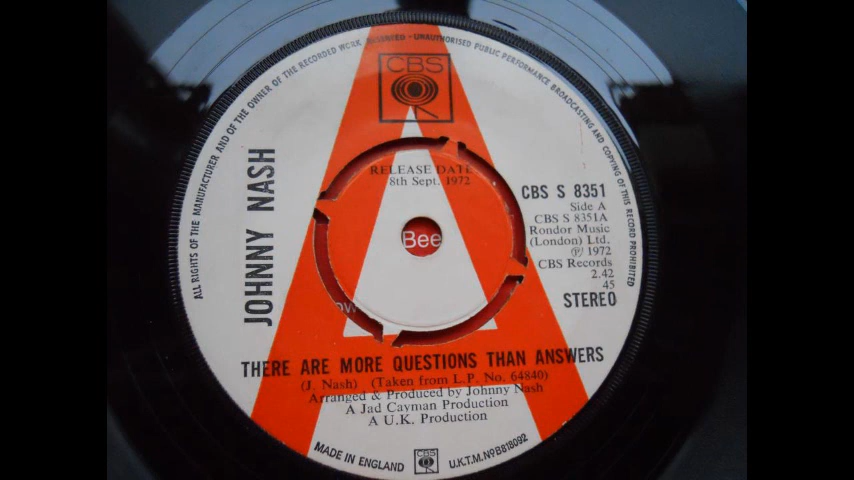 ALL RIGHTS OF THE MANUFACTURER AND OF THE OWNER OF THE RECORDED WORK RESERVED - UNAUTHORISED PUBLIC PERFORMANCE BROADCASTING AND COPYING OF THIS RECORD PROHIBITED
CBS
JOHNNY NASH
RELEASE DATE
8th Sept. 1972
CBS S 8351
Side A
CBS S 8351A
Rondor Music
(London) Ltd.
℗ 1972
CBS Records
2.42
45
STEREO
Bee
THERE ARE MORE QUESTIONS THAN ANSWERS
(J. Nash) (Taken from L.P. No. 64840)
Arranged & Produced by Johnny Nash
A Jad Cayman Production
A U.K. Production
MADE IN ENGLAND
CBS
U.K.T.M. Nº B818092